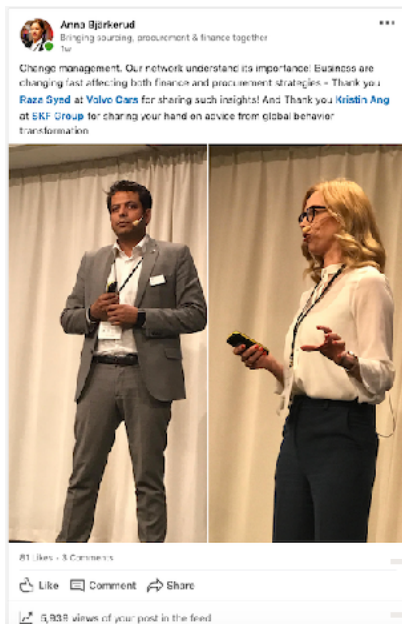 Anna Björkerud
Bringing sourcing, procurement & finance together
1w
Change management. Our network understand its importance! Business are
changing fast affecting both finance and procurement strategies - Thank you
Raza Syed at Volvo Cars for sharing such insights! And Thank you Kristin Ang
at SKF Group for sharing your hand on advice from global behavior
transformation
81 Likes · 3 Comments
Like Comment Share
5,938 views of your post in the feed